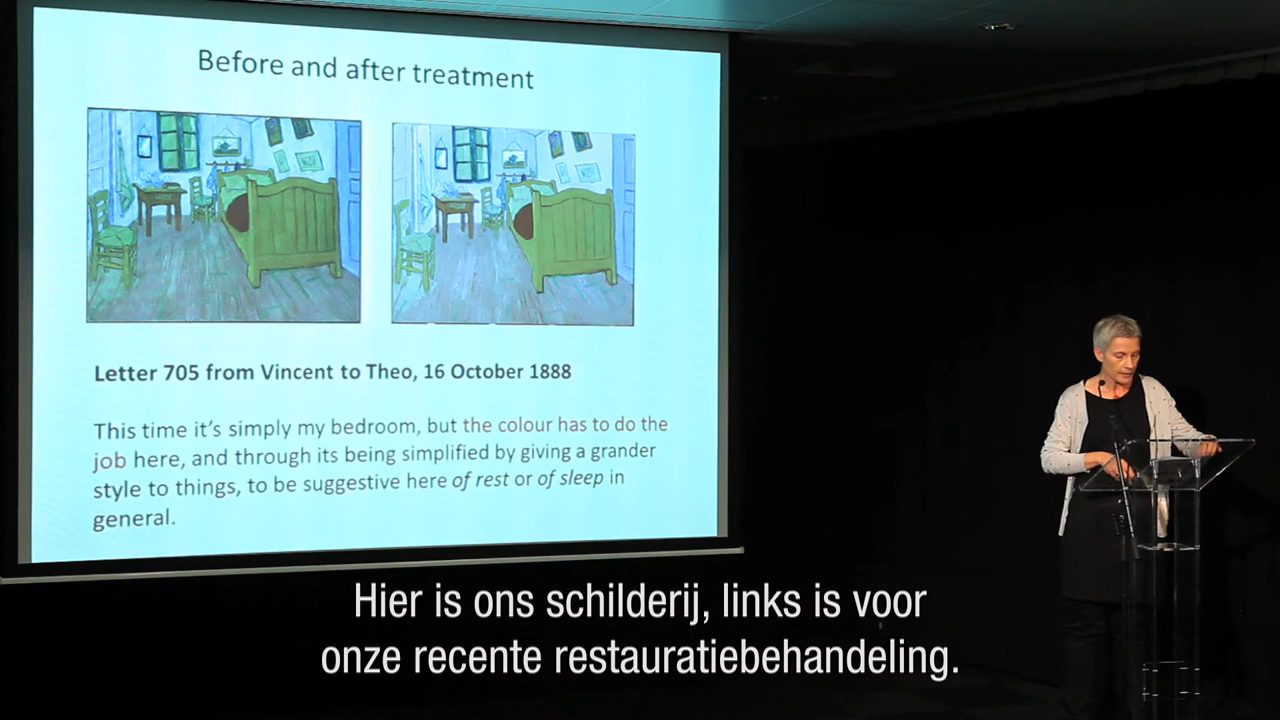 Before and after treatment
Letter 705 from Vincent to Theo, 16 October 1888
This time it's simply my bedroom, but the colour has to do the
job here, and through its being simplified by giving a grander
style to things, to be suggestive here of rest or of sleep in
general.
Hier is ons schilderij, links is voor
onze recente restauratiebehandeling.